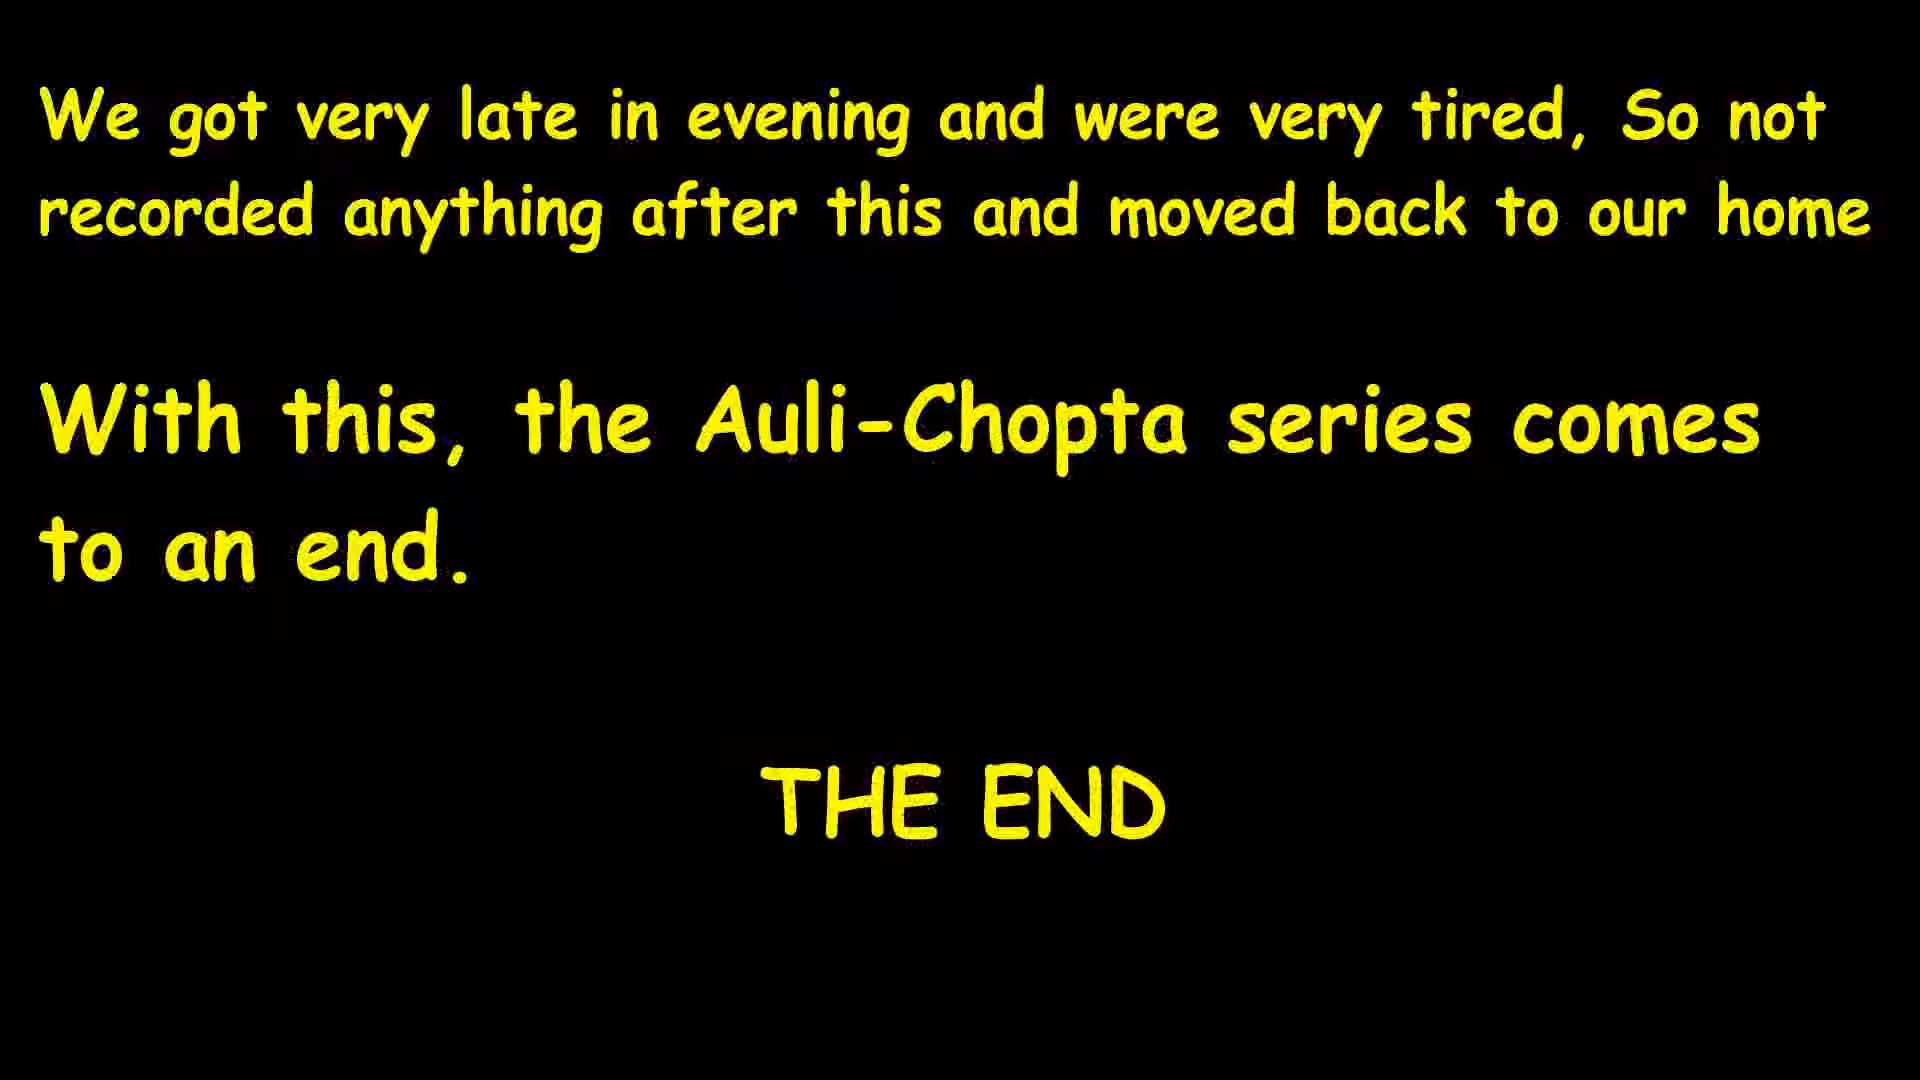 We got very late in evening and were very tired, So not
recorded anything after this and moved back to our home
With this, the Auli-Chopta series comes
to an end.
THE END